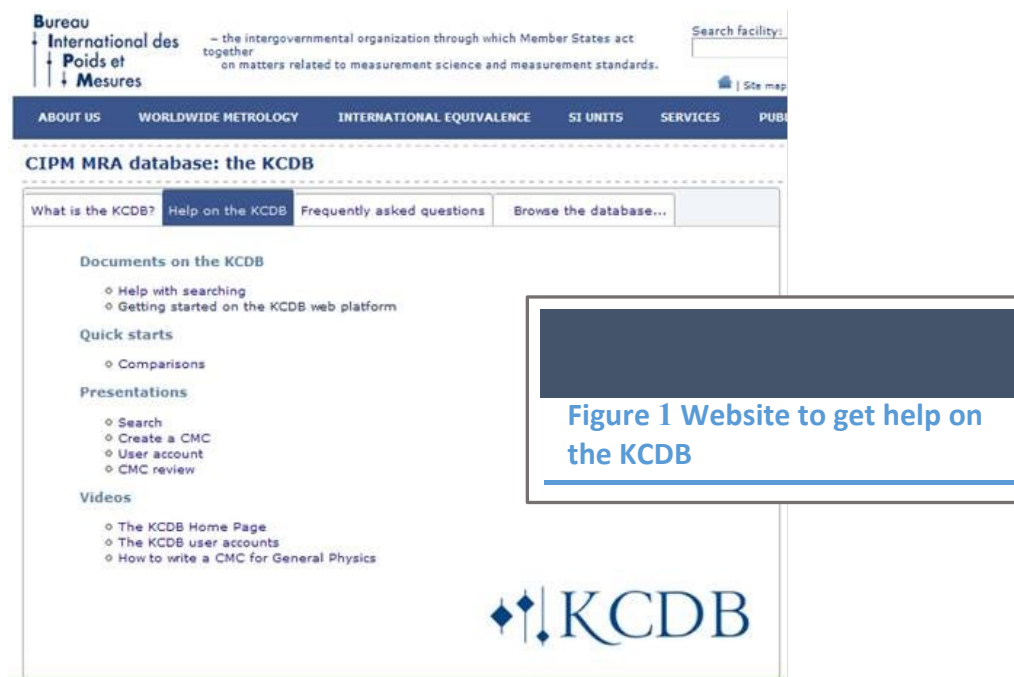 Bureau
International des
Poids et
Mesures
– the intergovernmental organization through which Member States act
together
on matters related to measurement science and measurement standards.
Search facility:
| Site map
ABOUT US WORLDWIDE METROLOGY INTERNATIONAL EQUIVALENCE SI UNITS SERVICES
CIPM MRA database: the KCDB
What is the KCDB? Help on the KCDB Frequently asked questions Browse the database...
Documents on the KCDB
Help with searching
Getting started on the KCDB web platform
Quick starts
Comparisons
Presentations
Search
Create a CMC
User account
CMC review
Videos
The KCDB Home Page
The KCDB user accounts
How to write a CMC for General Physics
KCDB
Figure 1 Website to get help on
the KCDB